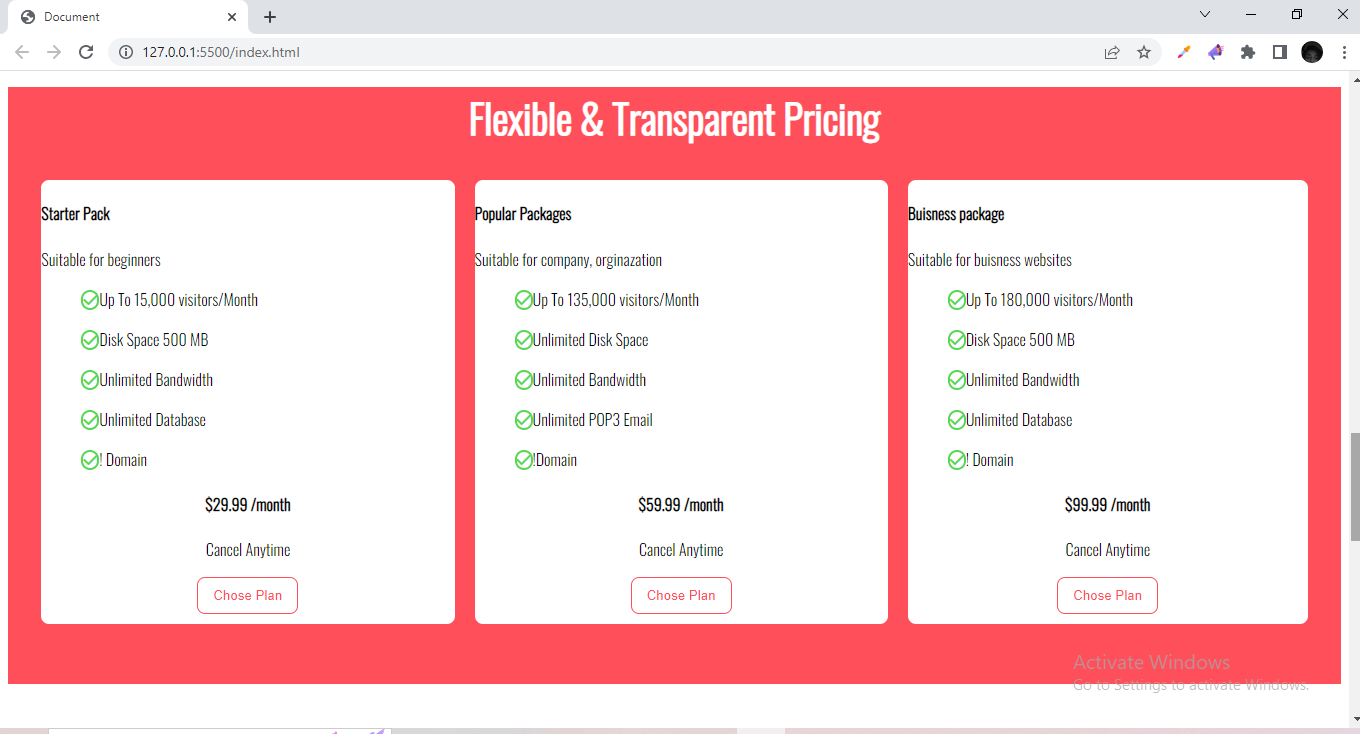 Document
127.0.0.1:5500/index.html
Flexible & Transparent Pricing
Starter Pack
Suitable for beginners
Up To 15,000 visitors/Month
Disk Space 500 MB
Unlimited Bandwidth
Unlimited Database
! Domain
$29.99 /month
Cancel Anytime
Chose Plan
Popular Packages
Suitable for company, orginazation
Up To 135,000 visitors/Month
Unlimited Disk Space
Unlimited Bandwidth
Unlimited POP3 Email
!Domain
$59.99 /month
Cancel Anytime
Chose Plan
Buisness package
Suitable for buisness websites
Up To 180,000 visitors/Month
Disk Space 500 MB
Unlimited Bandwidth
Unlimited Database
! Domain
$99.99 /month
Cancel Anytime
Chose Plan
Activate Windows
Go to Settings to activate Windows.